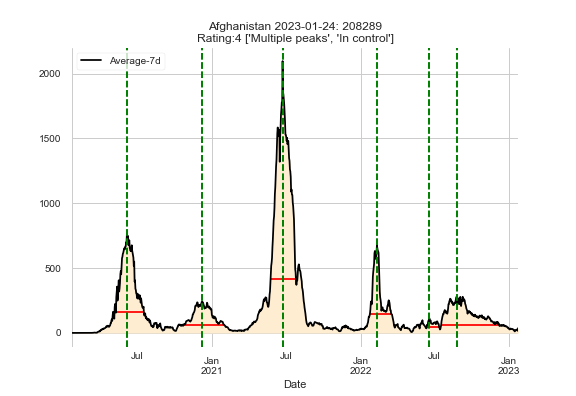 Afghanistan 2023-01-24: 208289
Rating:4 ['Multiple peaks', 'In control']
Average-7d
2000
1500
1000
500
0
Jul
Jan
2021
Jul
Jan
2022
Jul
Jan
2023
Date